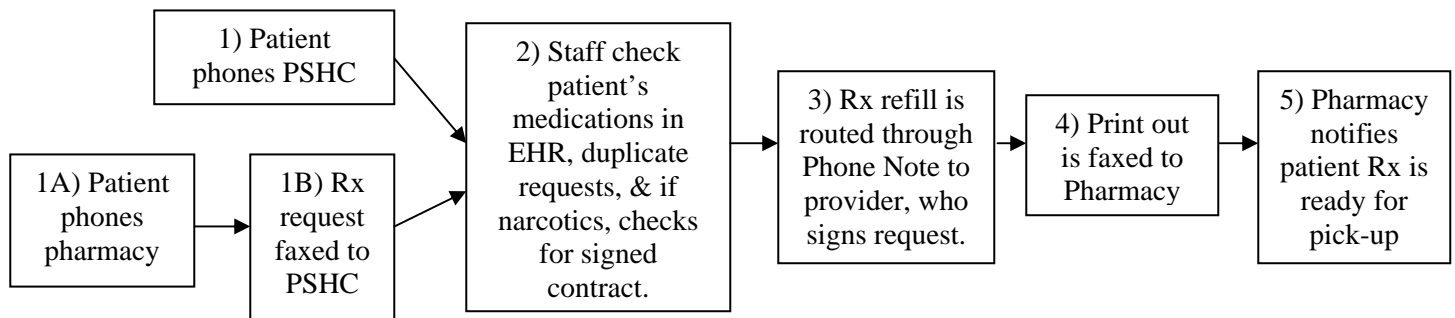 1) Patient
phones PSHC
1A) Patient
phones
pharmacy
1B) Rx
request
faxed to
PSHC
2) Staff check
patient’s
medications in
EHR, duplicate
requests, & if
narcotics, checks
for signed
contract.
3) Rx refill is
routed through
Phone Note to
provider, who
signs request.
4) Print out
is faxed to
Pharmacy
5) Pharmacy
notifies
patient Rx is
ready for
pick-up